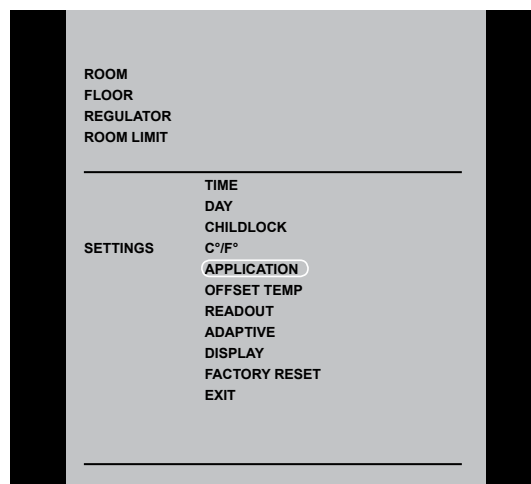 ROOM
FLOOR
REGULATOR
ROOM LIMIT
TIME
DAY
CHILDLOCK
SETTINGS C°/F°
APPLICATION
OFFSET TEMP
READOUT
ADAPTIVE
DISPLAY
FACTORY RESET
EXIT